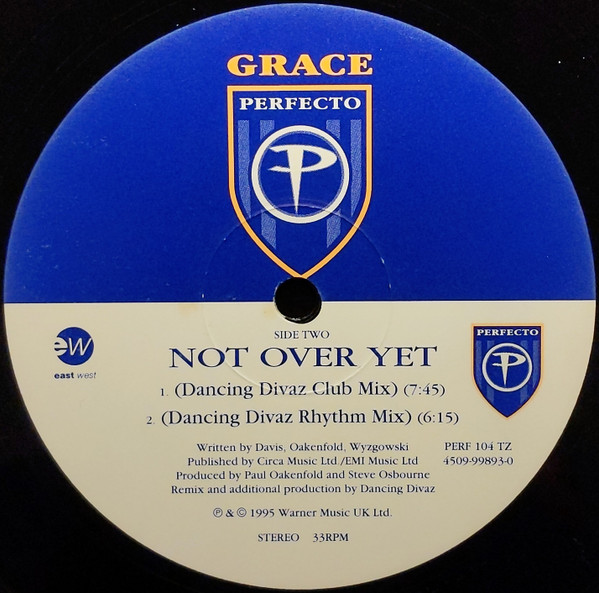 GRACE
PERFECTO
P
SIDE TWO
ew
east west
NOT OVER YET
PERFECTO
P
1. (Dancing Divaz Club Mix) (7:45)
2. (Dancing Divaz Rhythm Mix) (6:15)
Written by Davis, Oakenfold, Wyzgowski
Published by Circa Music Ltd /EMI Music Ltd
Produced by Paul Oakenfold and Steve Osbourne
Remix and additional production by Dancing Divaz
PERF 104 TZ
4509-99893-0
℗ & © 1995 Warner Music UK Ltd.
STEREO 33RPM